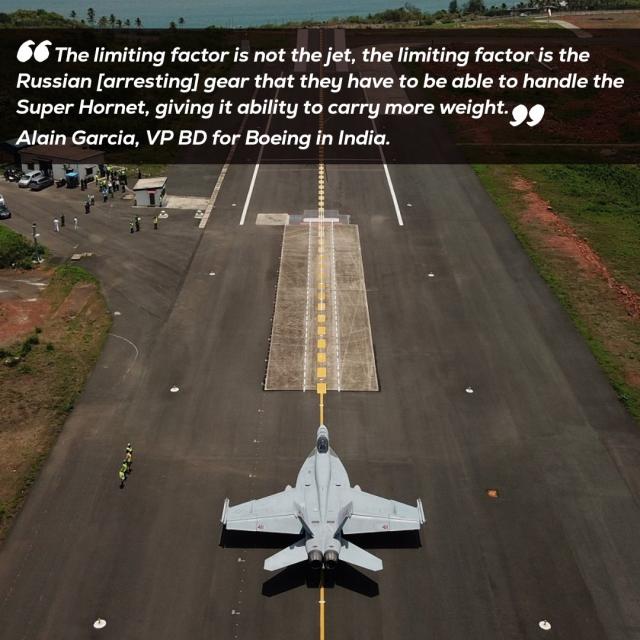 “The limiting factor is not the jet, the limiting factor is the
Russian [arresting] gear that they have to be able to handle the
Super Hornet, giving it ability to carry more weight.”
Alain Garcia, VP BD for Boeing in India.